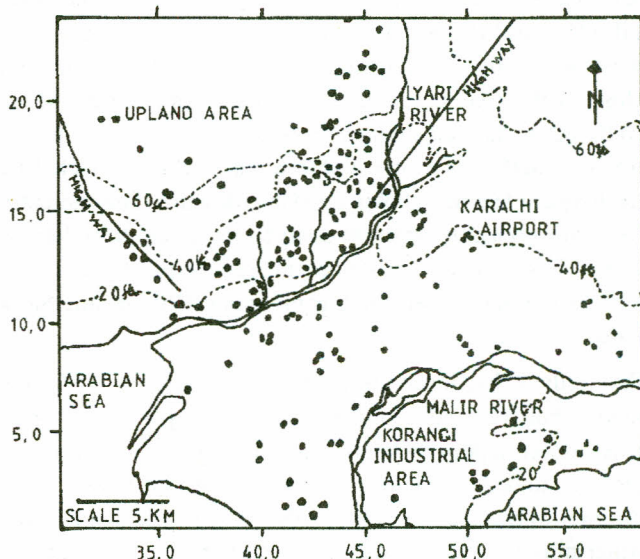 20,0
15,0
10,0
5,0
UPLAND AREA
LYARI
RIVER
HIGH WAY
N
60ft
60ft
HIGH WAY
KARACHI
AIRPORT
40ft
40ft
20ft
ARABIAN
SEA
MALIR RIVER
KORANGI
INDUSTRIAL
AREA
20
SCALE 5.KM
ARABIAN SEA
35.0
40.0
45.0
50.0
55.0